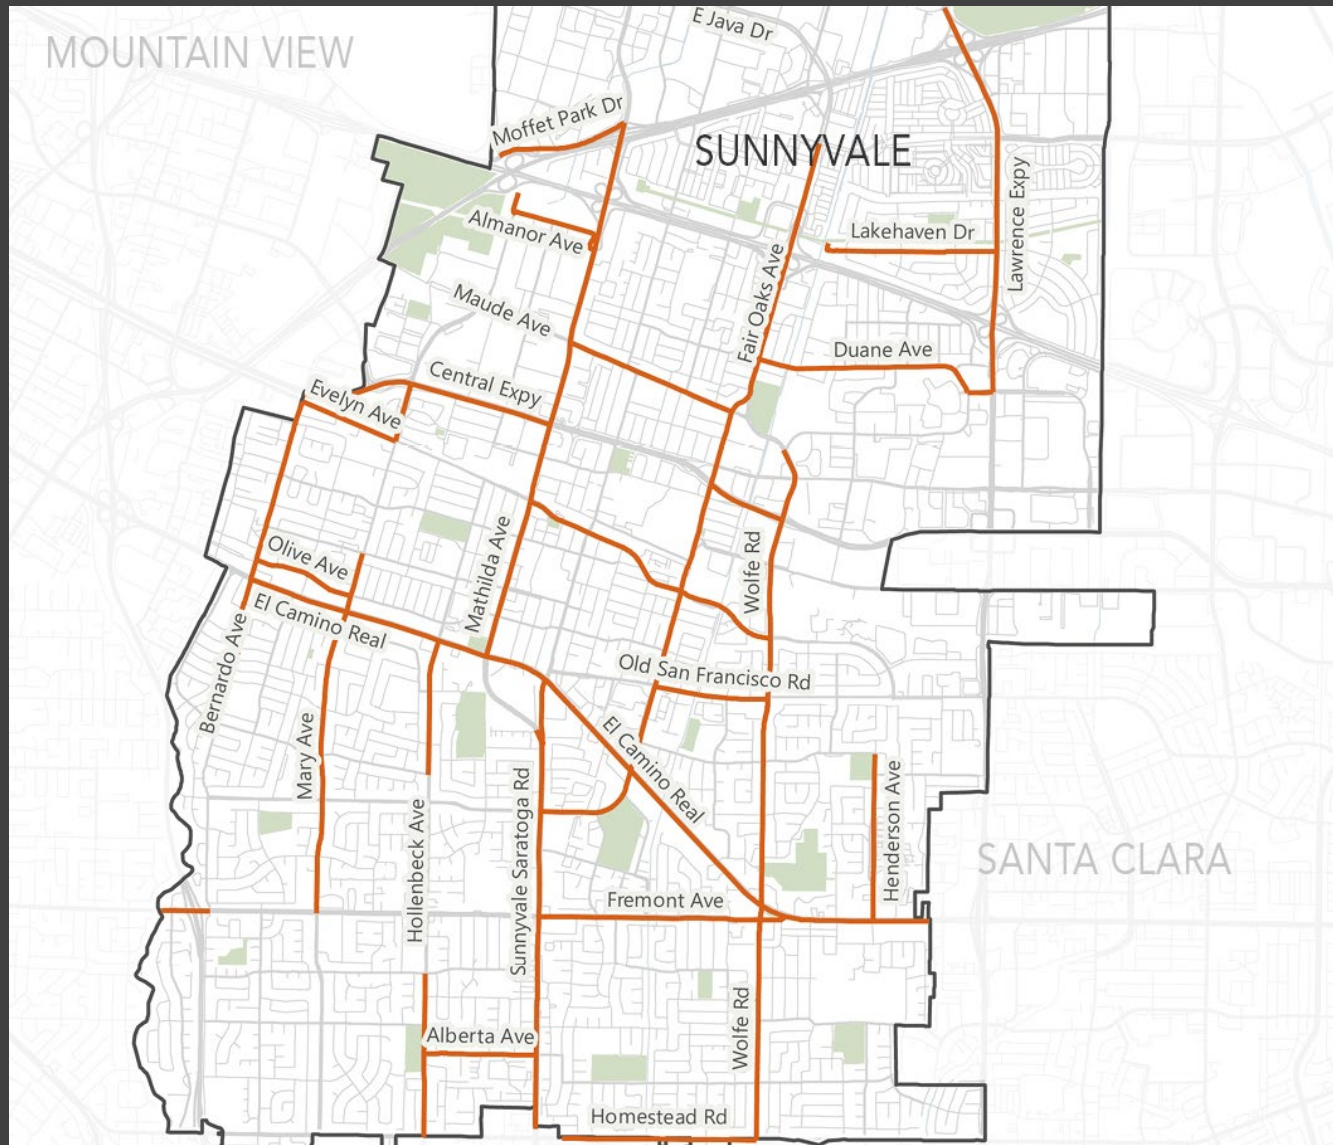 E Java Dr
MOUNTAIN VIEW
Moffet Park Dr
SUNNYVALE
Almanor Ave
Lakehaven Dr
Lawrence Expy
Fair Oaks Ave
Maude Ave
Duane Ave
Central Expy
Evelyn Ave
Olive Ave
Mathilda Ave
Wolfe Rd
El Camino Real
Bernardo Ave
Old San Francisco Rd
Mary Ave
El Camino Real
Hollenbeck Ave
Sunnyvale Saratoga Rd
Henderson Ave
SANTA CLARA
Fremont Ave
Wolfe Rd
Alberta Ave
Homestead Rd